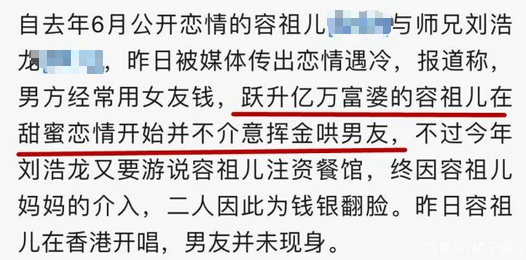 自去年6月公开恋情的容祖儿 与师兄刘浩
龙 ，昨日被媒体传出恋情遇冷，报道称，
男方经常用女友钱，跃升亿万富婆的容祖儿在
甜蜜恋情开始并不介意挥金哄男友，不过今年
刘浩龙又要游说容祖儿注资餐馆，终因容祖儿
妈妈的介入，二人因此为钱银翻脸。昨日容祖
儿在香港开唱，男友并未现身。